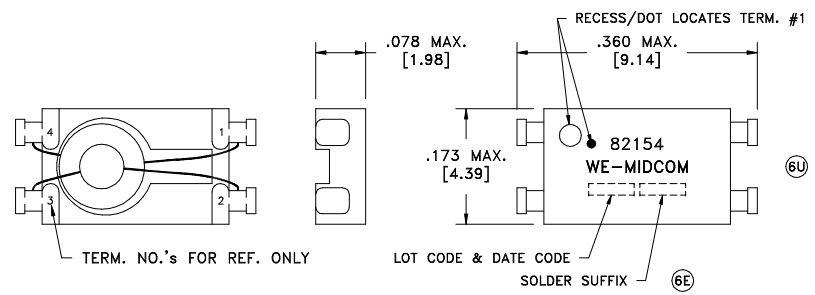 RECESS/DOT LOCATES TERM. #1
.078 MAX.
[1.98]
.360 MAX.
[9.14]
4
1
3
2
.173 MAX.
[4.39]
82154
WE-MIDCOM
6U
TERM. NO.'s FOR REF. ONLY
LOT CODE & DATE CODE
SOLDER SUFFIX
6E